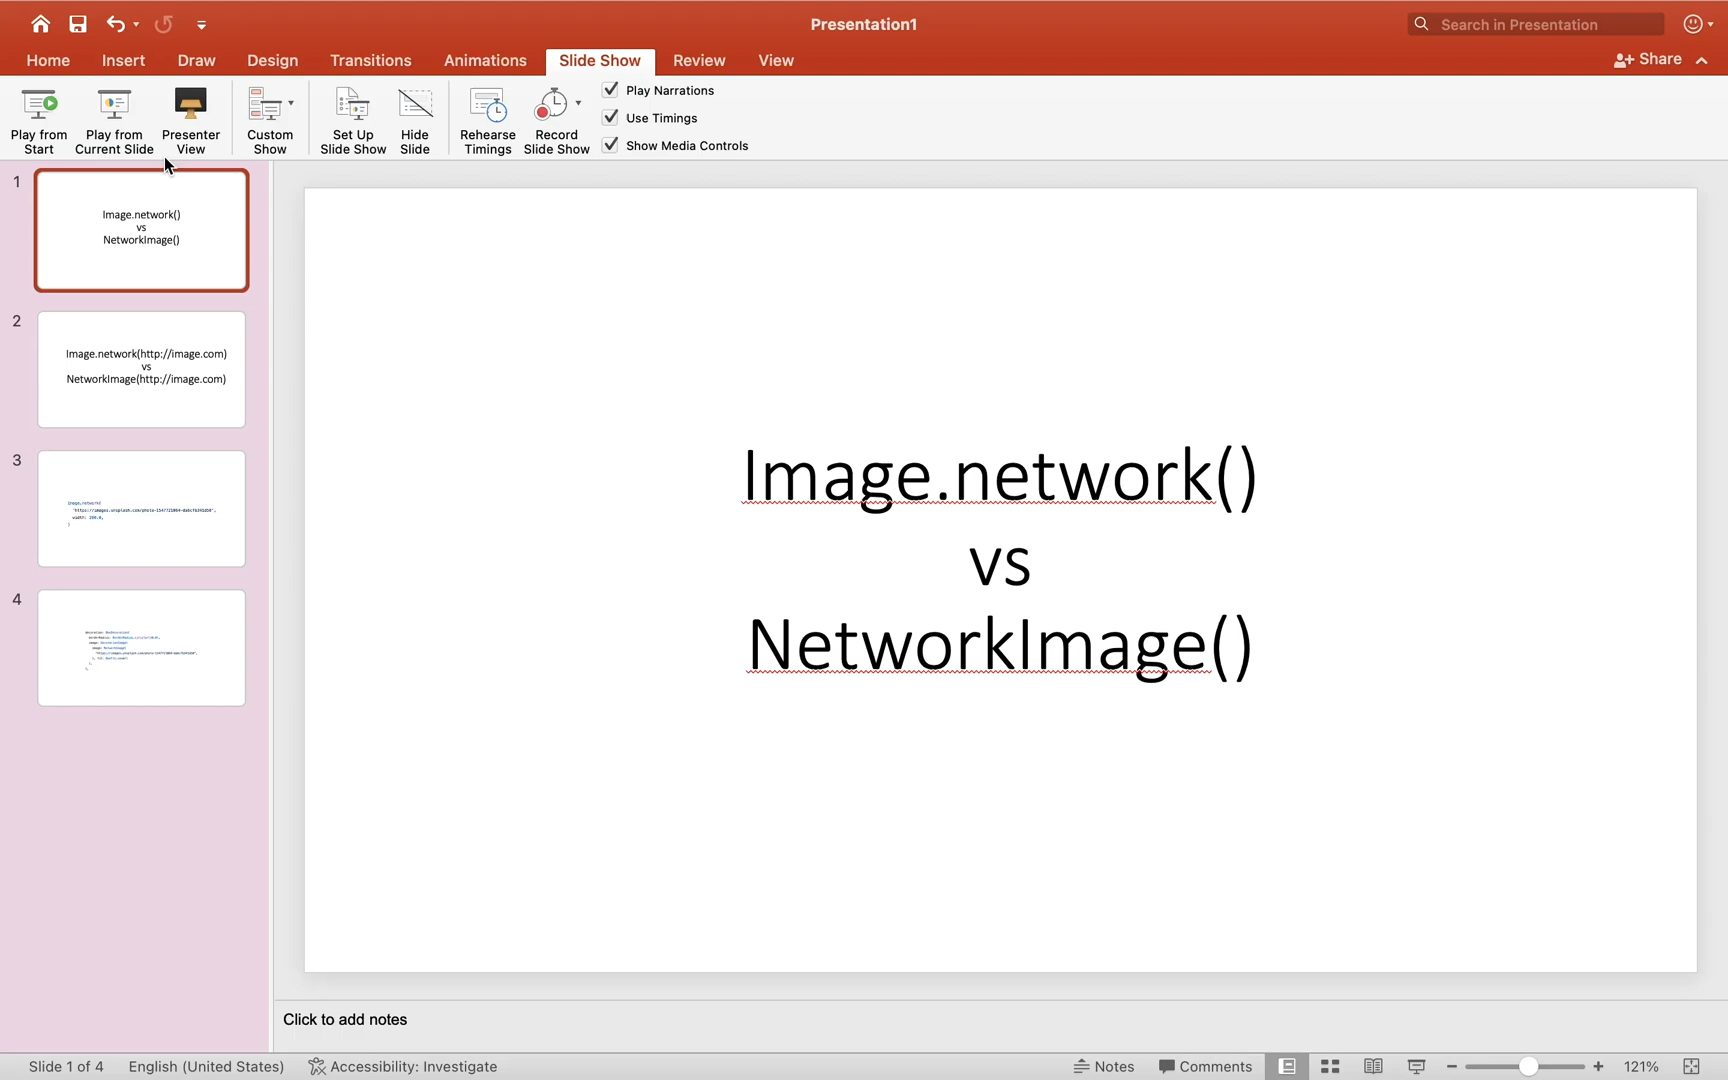 Presentation1
Search in Presentation
Home Insert Draw Design Transitions Animations Slide Show Review View
Share
Play from Start
Play from Current Slide
Presenter View
Custom Show
Set Up Slide Show
Hide Slide
Rehearse Timings
Record Slide Show
Play Narrations
Use Timings
Show Media Controls
1
Image.network()
vs
NetworkImage()
2
Image.network(http://image.com)
vs
NetworkImage(http://image.com)
3
Image.network(
4
Image.network()
vs
NetworkImage()
Click to add notes
Slide 1 of 4 English (United States) Accessibility: Investigate Notes Comments 121%